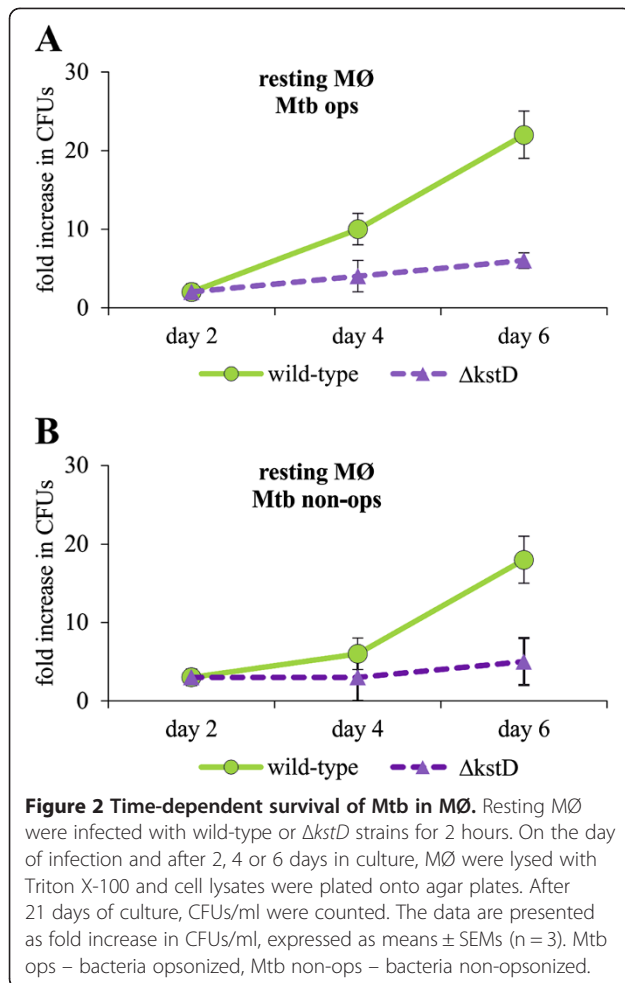 A
resting MØ
Mtb ops
fold increase in CFUs
30
20
10
0
day 2 day 4 day 6
wild-type ΔkstD
B
resting MØ
Mtb non-ops
fold increase in CFUs
30
20
10
0
day 2 day 4 day 6
wild-type ΔkstD
Figure 2 Time-dependent survival of Mtb in MØ. Resting MØ
were infected with wild-type or ΔkstD strains for 2 hours. On the day
of infection and after 2, 4 or 6 days in culture, MØ were lysed with
Triton X-100 and cell lysates were plated onto agar plates. After
21 days of culture, CFUs/ml were counted. The data are presented
as fold increase in CFUs/ml, expressed as means ± SEMs (n = 3). Mtb
ops – bacteria opsonized, Mtb non-ops – bacteria non-opsonized.